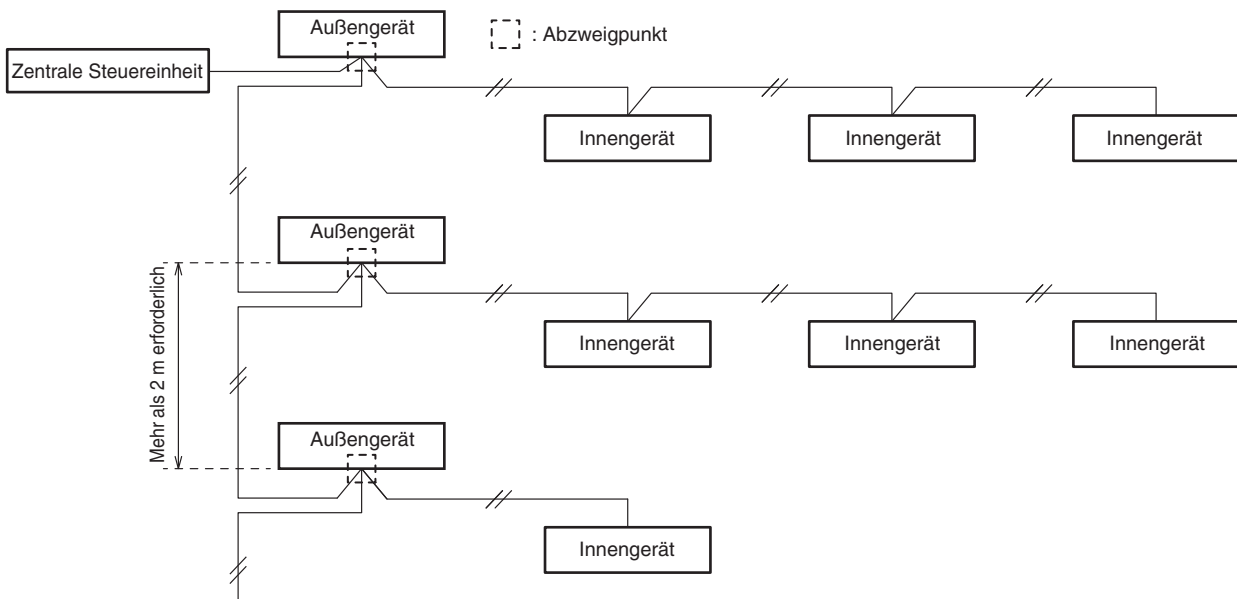 Außengerät
: Abzweigpunkt
Zentrale Steuereinheit
Innengerät
Innengerät
Innengerät
Außengerät
Mehr als 2 m erforderlich
Innengerät
Innengerät
Innengerät
Außengerät
Innengerät